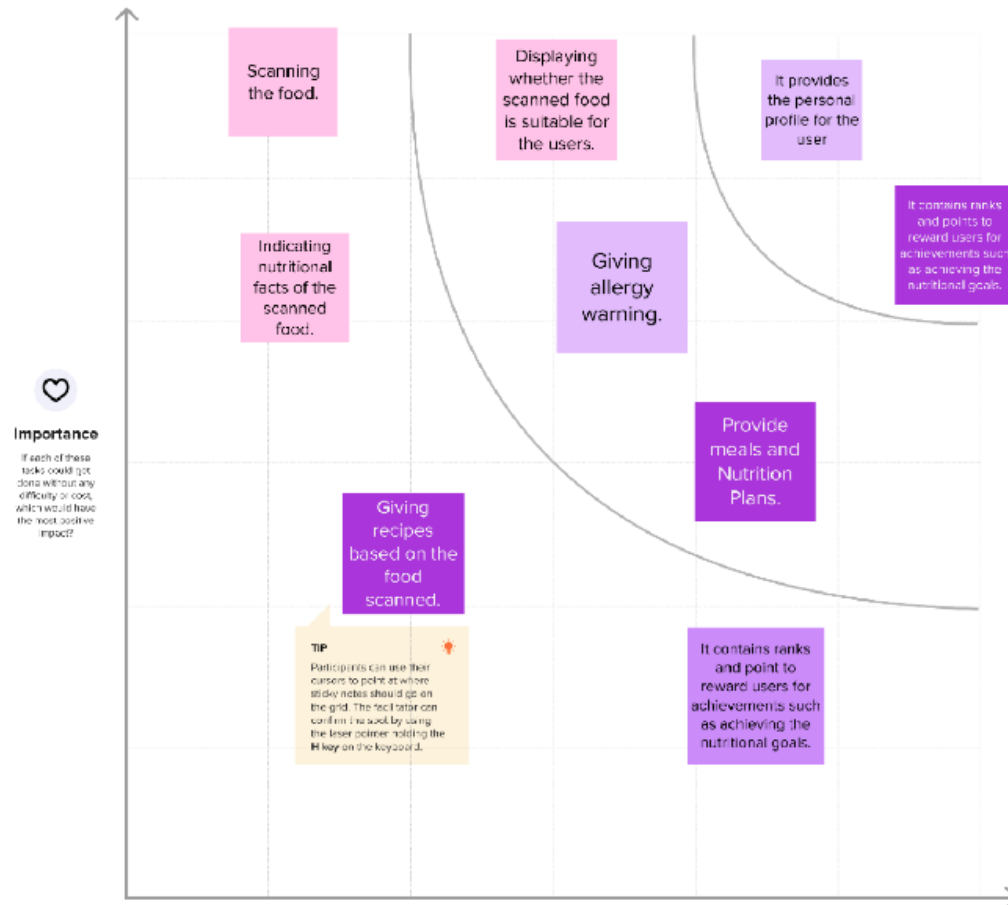 Scanning
the food.
Displaying
whether the
scanned food
is suitable for
the users.
It provides
the personal
profile for the
user
It contains ranks
and points to
reward users for
achievements such
as achieving the
nutritional goals.
Indicating
nutritional
facts of the
scanned
food.
Giving
allergy
warning.
Importance
If each of these
tasks could get
done without any
difficulty or cost,
which would have
the most positive
impact?
Provide
meals and
Nutrition
Plans.
Giving
recipes
based on the
food
scanned.
TIP
Participants can use their
cursors to point at where
sticky notes should go on
the grid. The facilitator can
confirm the spot by using
the laser pointer holding the
H key on the keyboard.
It contains ranks
and point to
reward users for
achievements such
as achieving the
nutritional goals.